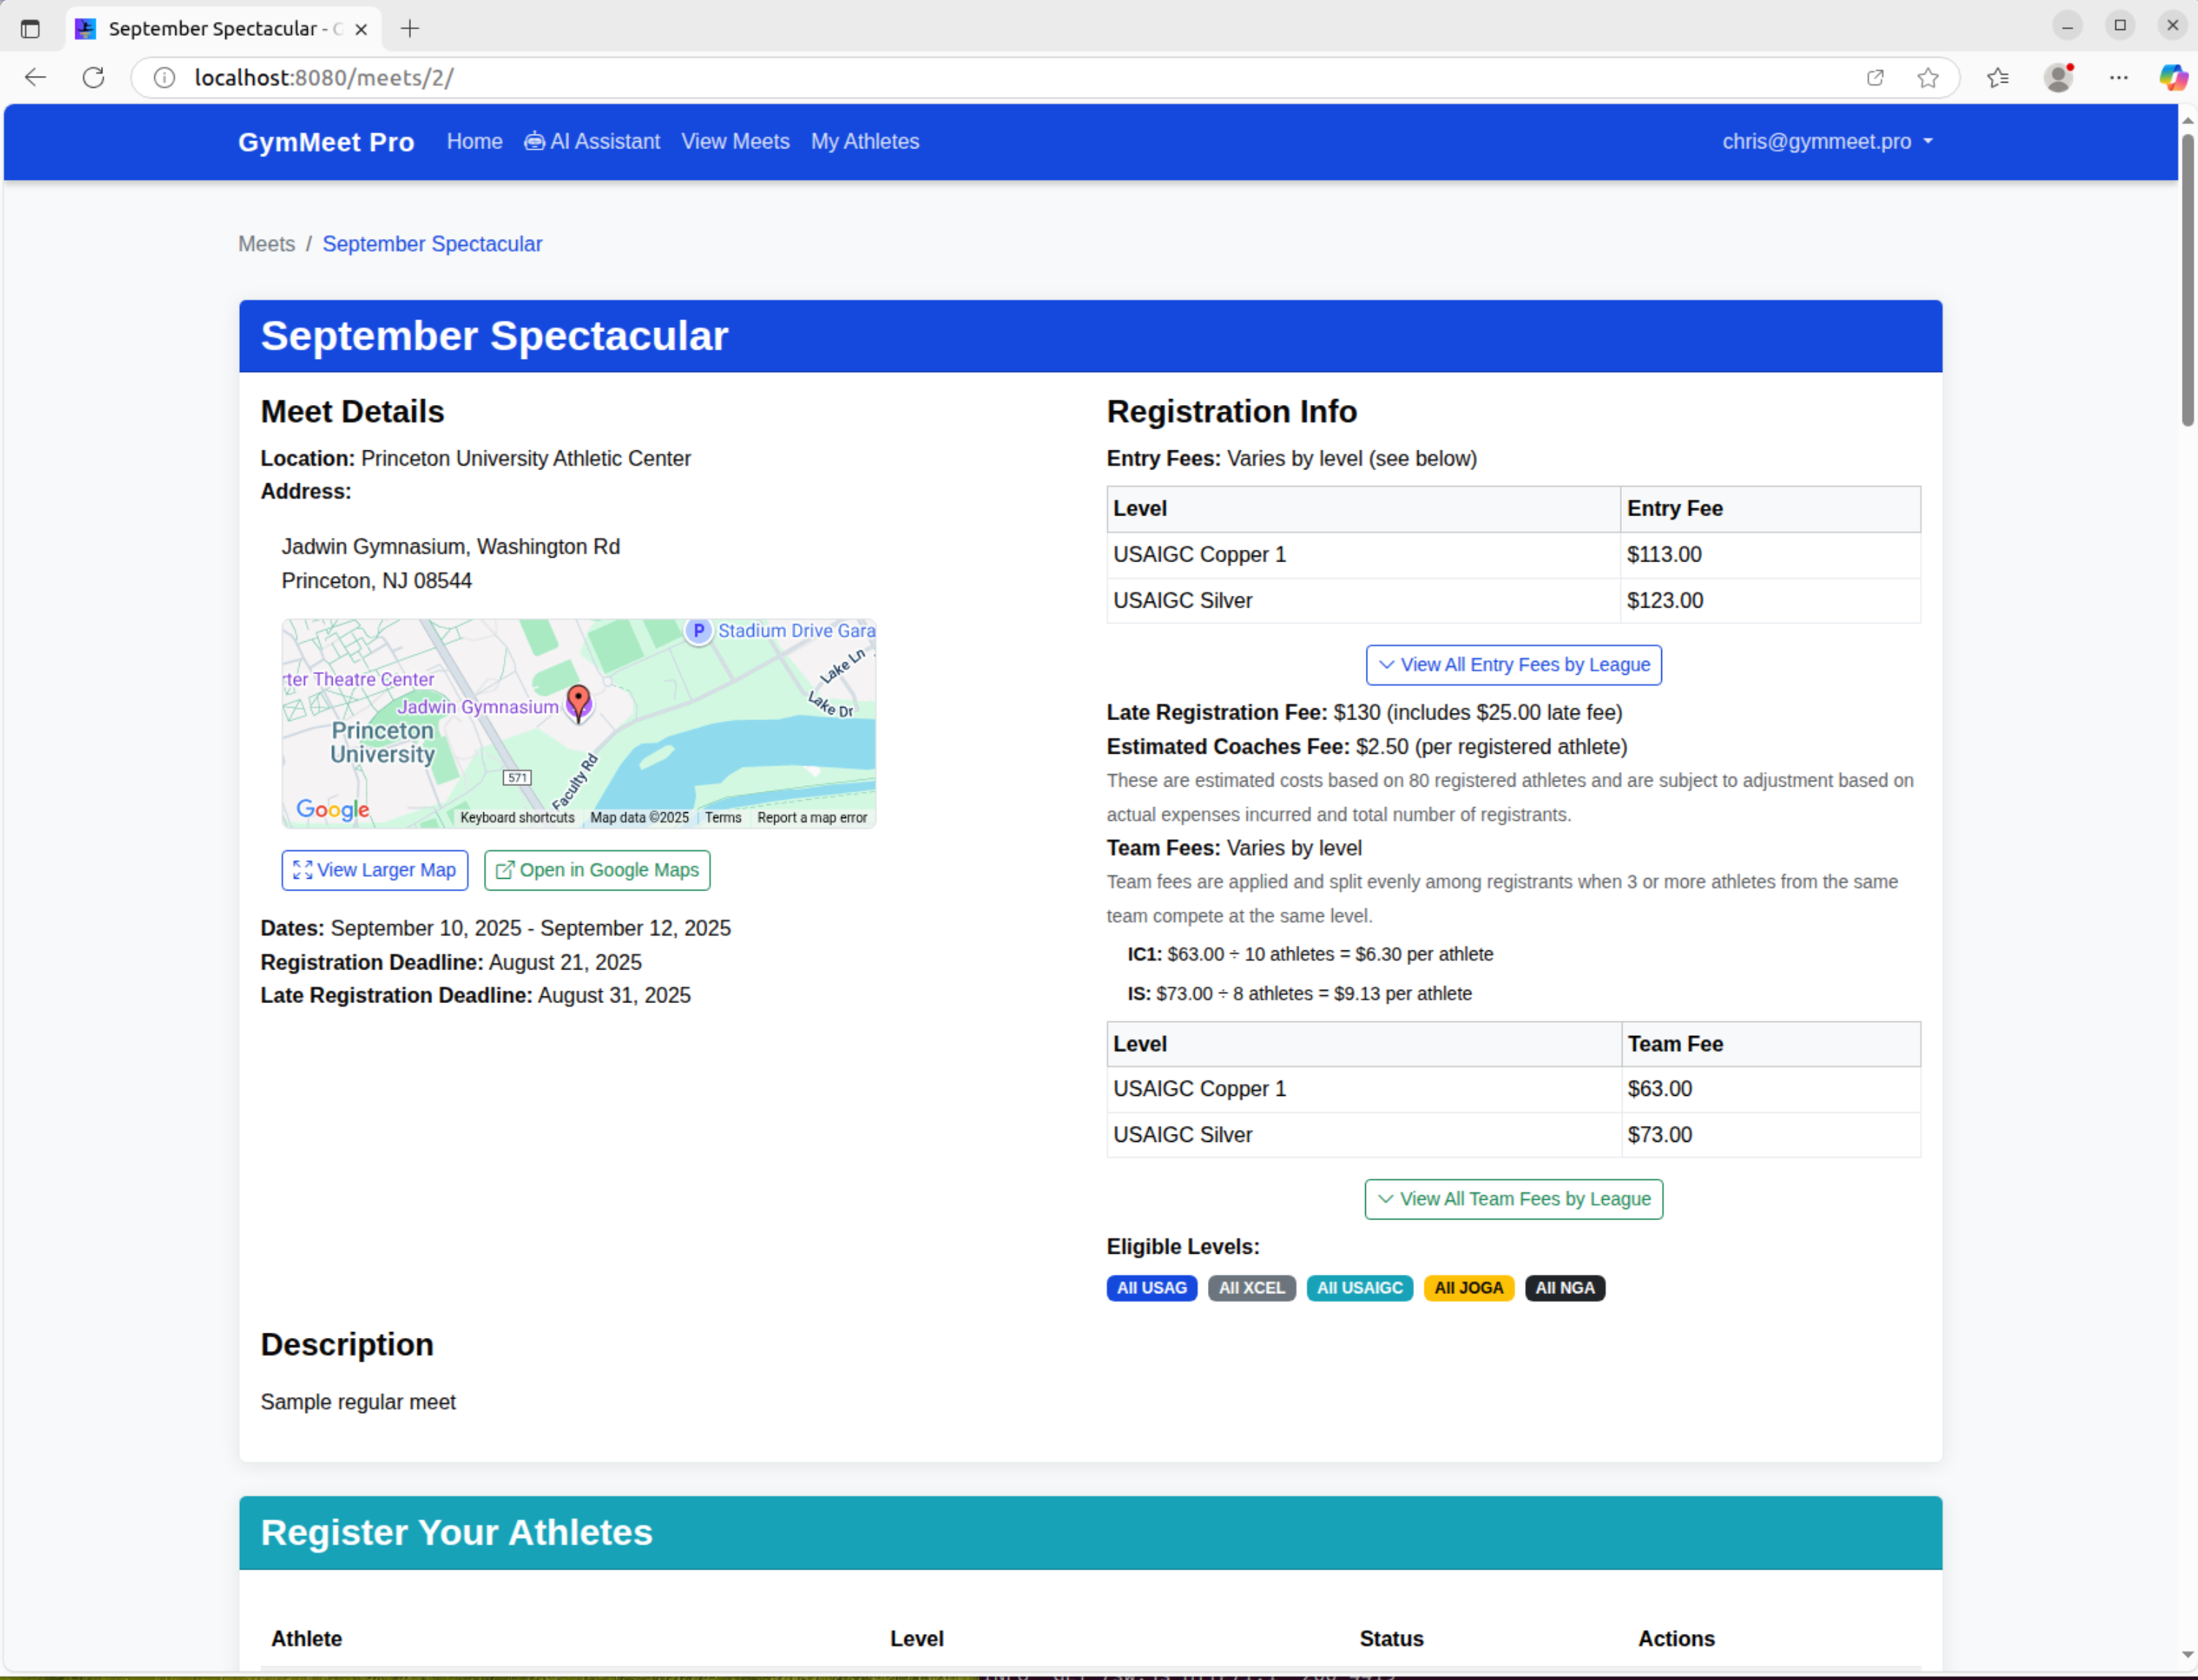 September Spectacular -
localhost:8080/meets/2/
GymMeet Pro Home AI Assistant View Meets My Athletes chris@gymmeet.pro
Meets / September Spectacular
September Spectacular
Meet Details
Location: Princeton University Athletic Center
Address:
Jadwin Gymnasium, Washington Rd
Princeton, NJ 08544
P Stadium Drive Gara
Lake Ln
rter Theatre Center
Lake Dr
Jadwin Gymnasium
Princeton
University
571
Faculty Rd
Google
Keyboard shortcuts Map data ©2025 Terms Report a map error
View Larger Map Open in Google Maps
Dates: September 10, 2025 - September 12, 2025
Registration Deadline: August 21, 2025
Late Registration Deadline: August 31, 2025
Registration Info
Entry Fees: Varies by level (see below)
Level Entry Fee
USAIGC Copper 1 $113.00
USAIGC Silver $123.00
View All Entry Fees by League
Late Registration Fee: $130 (includes $25.00 late fee)
Estimated Coaches Fee: $2.50 (per registered athlete)
These are estimated costs based on 80 registered athletes and are subject to adjustment based on
actual expenses incurred and total number of registrants.
Team Fees: Varies by level
Team fees are applied and split evenly among registrants when 3 or more athletes from the same
team compete at the same level.
IC1: $63.00 ÷ 10 athletes = $6.30 per athlete
IS: $73.00 ÷ 8 athletes = $9.13 per athlete
Level Team Fee
USAIGC Copper 1 $63.00
USAIGC Silver $73.00
View All Team Fees by League
Eligible Levels:
All USAG All XCEL All USAIGC All JOGA All NGA
Description
Sample regular meet
Register Your Athletes
Athlete Level Status Actions